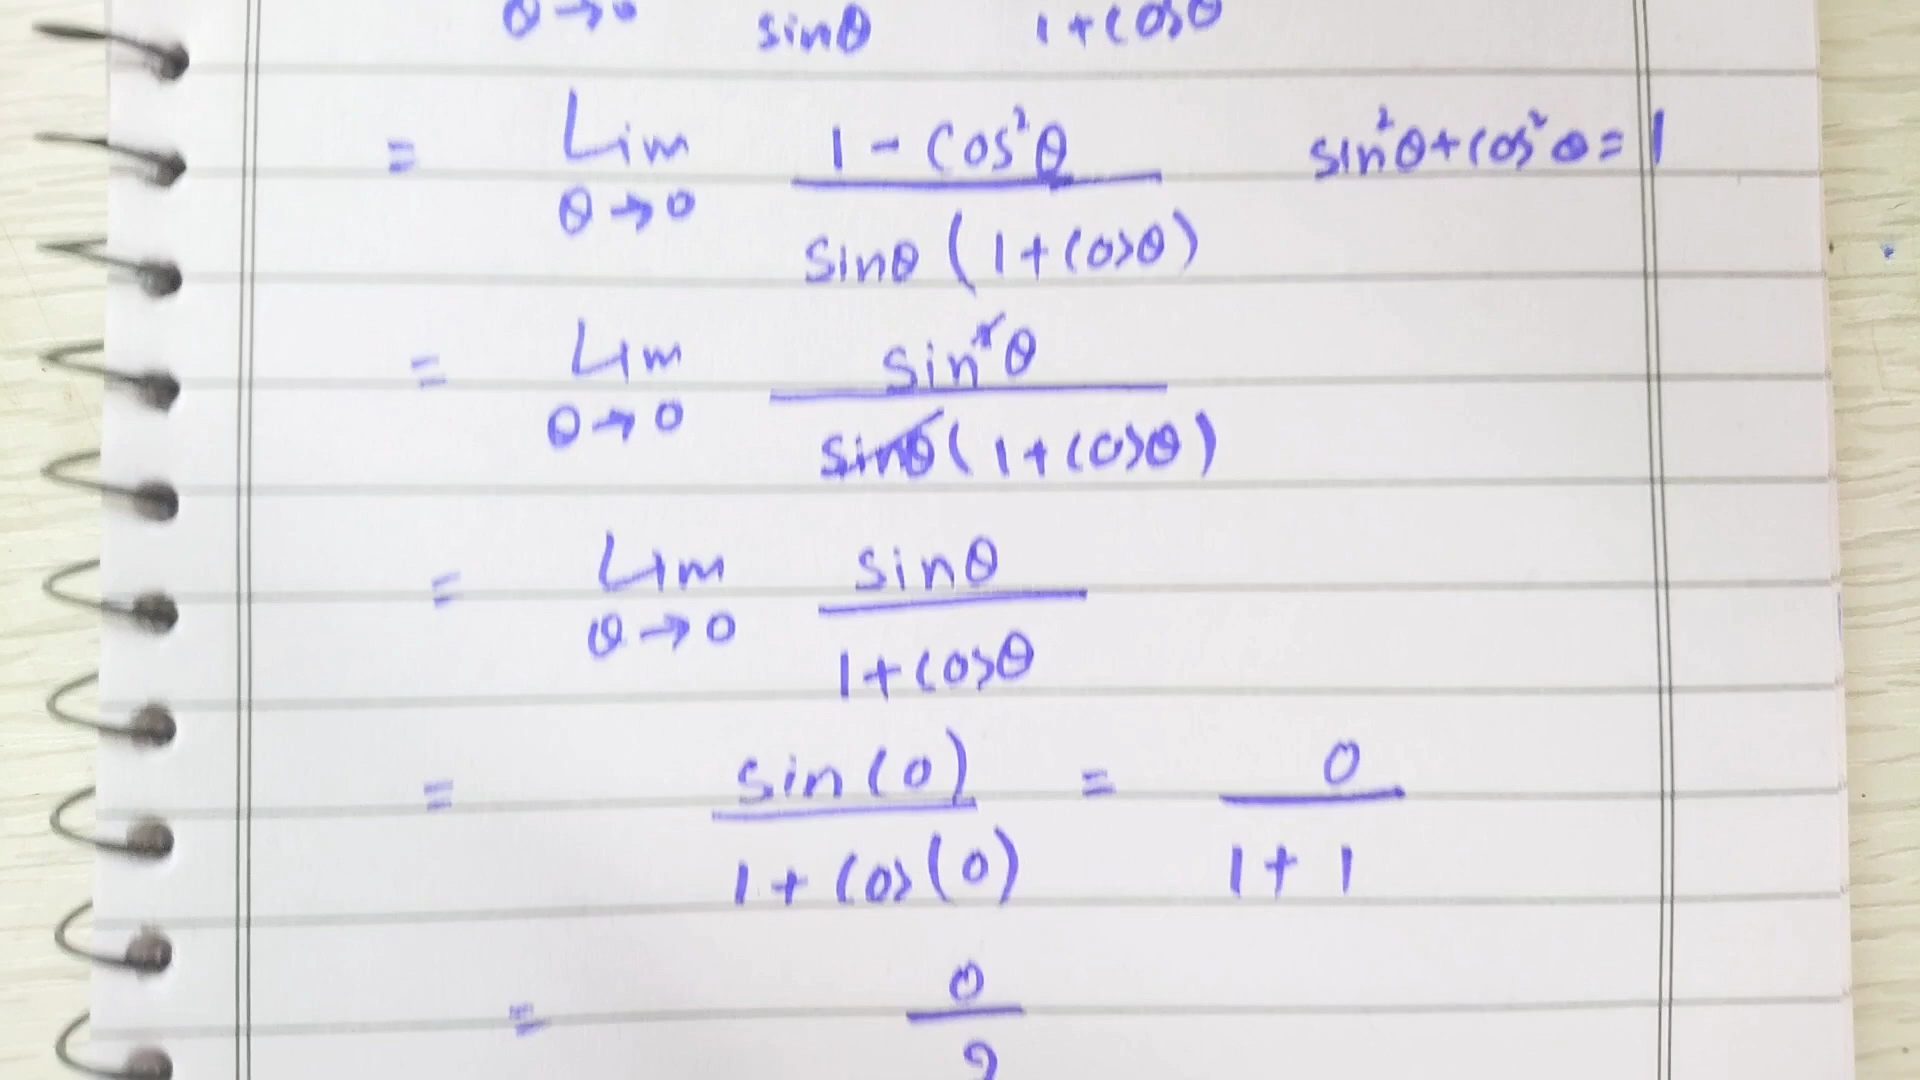 θ→0 sinθ 1+cosθ
= Lim θ→0 1-cos²θ / sinθ(1+cosθ) sin²θ+cos²θ=1
= Lim θ→0 sin²θ / sinθ(1+cosθ)
= Lim θ→0 sinθ / 1+cosθ
= sin(0) / 1+cos(0) = 0 / 1+1
= 0 / 2